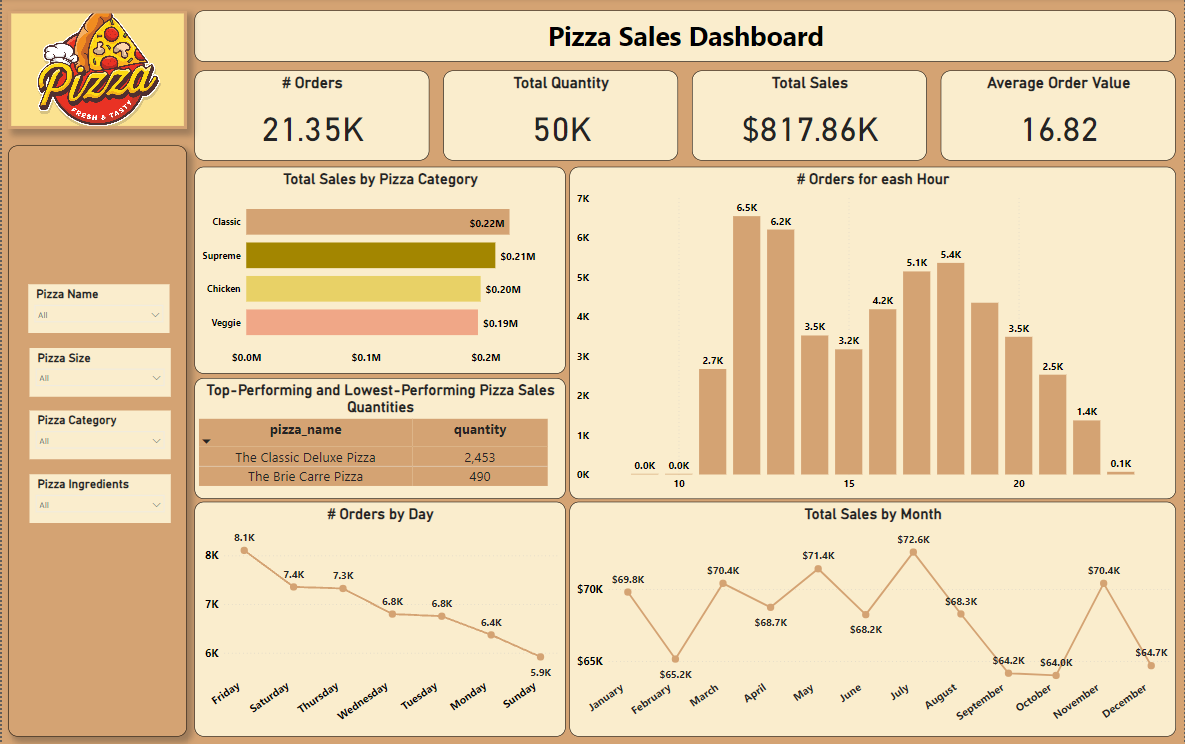 Pizza
FRESH & TASTY
Pizza Sales Dashboard
# Orders
21.35K
Total Quantity
50K
Total Sales
$817.86K
Average Order Value
16.82
Pizza Name
All
Pizza Size
All
Pizza Category
All
Pizza Ingredients
All
Total Sales by Pizza Category
Classic
$0.22M
Supreme
$0.21M
Chicken
$0.20M
Veggie
$0.19M
$0.0M $0.1M $0.2M
# Orders for eash Hour
7K
6K
5K
4K
3K
2K
1K
0K
0.0K 0.0K 2.7K 6.5K 6.2K 3.5K 3.2K 4.2K 5.1K 5.4K 3.5K 2.5K 1.4K 0.1K
10 15 20
Top-Performing and Lowest-Performing Pizza Sales
Quantities
pizza_name quantity
The Classic Deluxe Pizza 2,453
The Brie Carre Pizza 490
# Orders by Day
8K
7K
6K
8.1K 7.4K 7.3K 6.8K 6.8K 6.4K 5.9K
Friday Saturday Thursday Wednesday Tuesday Monday Sunday
Total Sales by Month
$70K
$65K
$69.8K $65.2K $70.4K $68.7K $71.4K $68.2K $72.6K $68.3K $64.2K $64.0K $70.4K $64.7K
January February March April May June July August September October November December